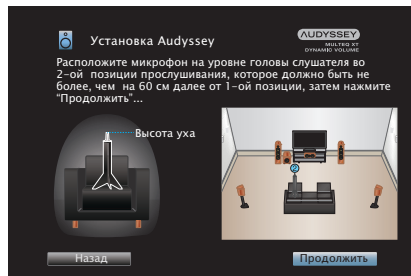 Установка Audyssey
AUDYSSEY
MULTEQ XT
DYNAMIC VOLUME
Расположите микрофон на уровне головы слушателя во
2-ой позиции прослушивания, которое должно быть не
более, чем на 60 см далее от 1-ой позиции, затем нажмите
"Продолжить"...
Высота уха
2
Назад
Продолжить